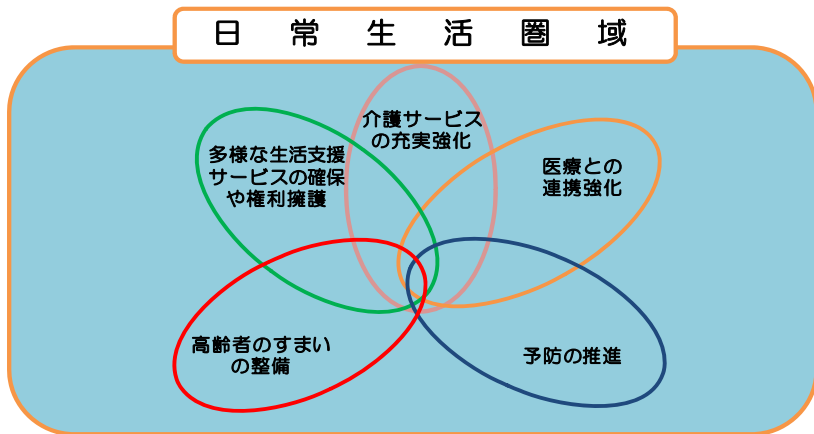 日常生活圏域
介護サービス
の充実強化
多様な生活支援
サービスの確保
や権利擁護
医療との
連携強化
高齢者のすまい
の整備
予防の推進